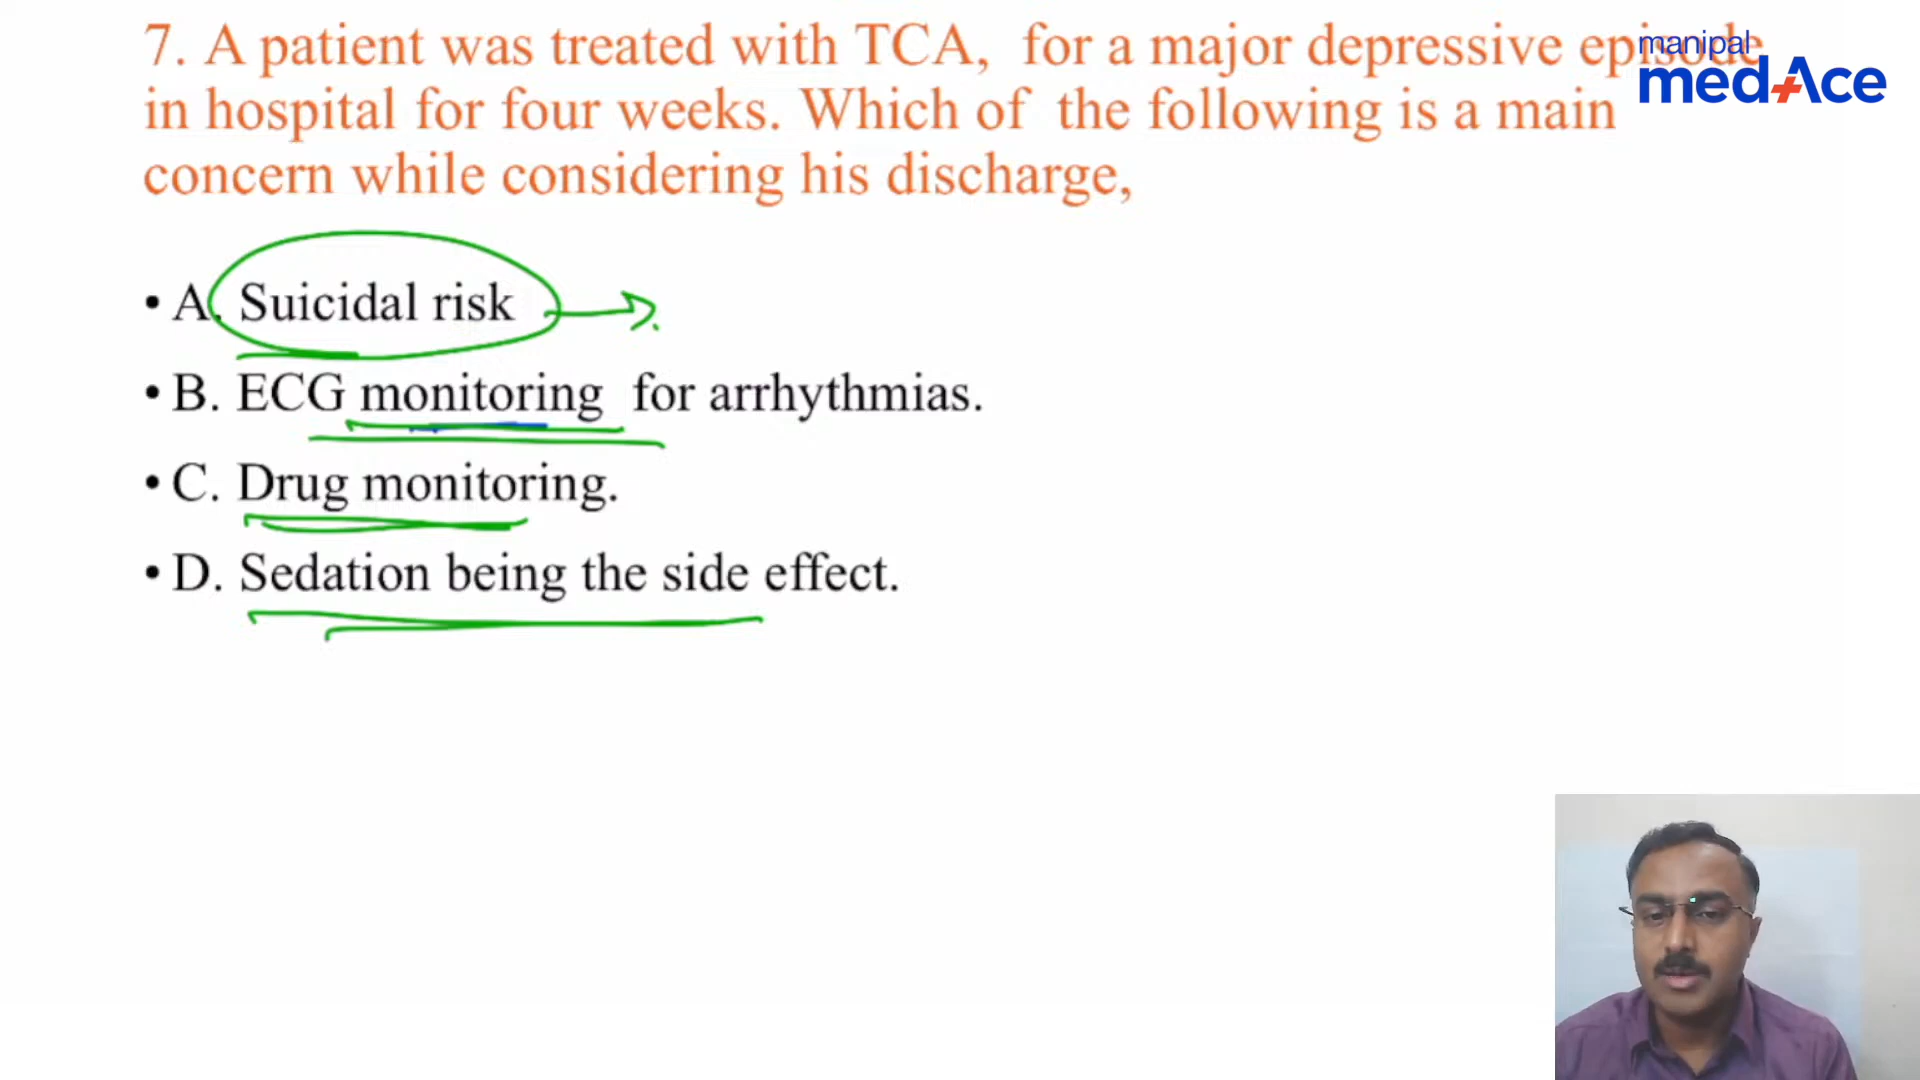 7. A patient was treated with TCA, for a major depressive episode
in hospital for four weeks. Which of the following is a main
concern while considering his discharge,
manipal
medAce
• A. Suicidal risk
• B. ECG monitoring for arrhythmias.
• C. Drug monitoring.
• D. Sedation being the side effect.